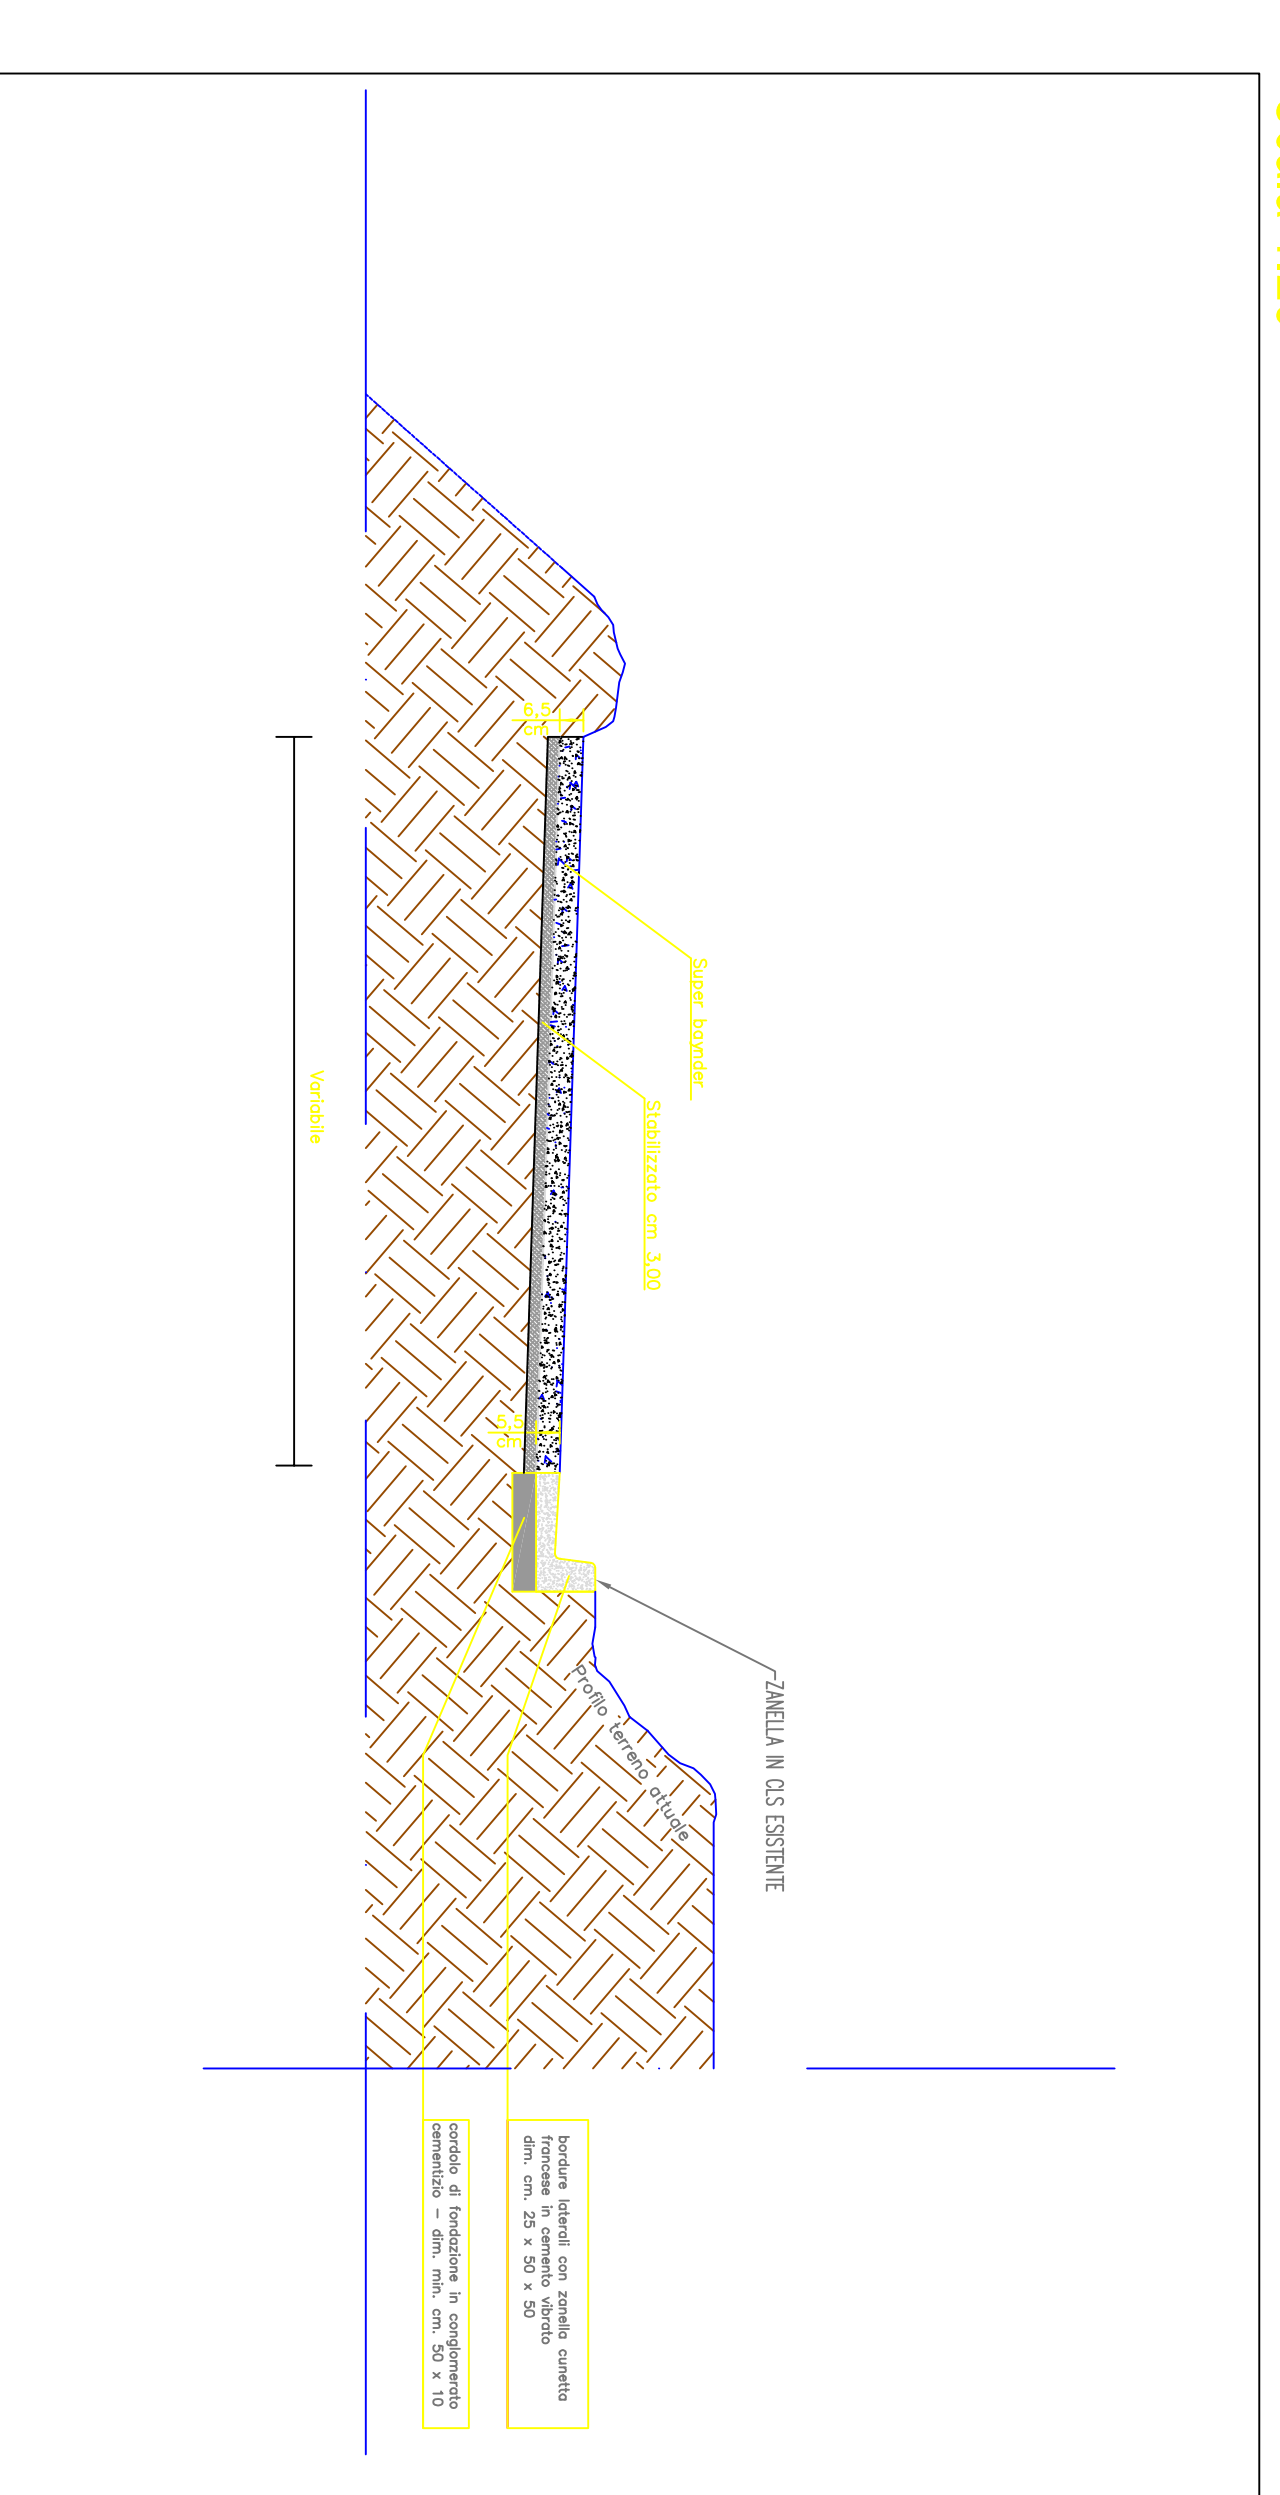 6,5
cm
Super baynder
Stabilizzato cm 3,00
Variabile
5,5
cm
ZANELLA IN CLS ESISTENTE
Profilo terreno attuale
bordure laterali con zanella cunetta
francese in cemento vibrato
dim. cm. 25 x 50 x 50
cordolo di fondazione in conglomerato
cementizio - dim. min. cm. 50 x 10